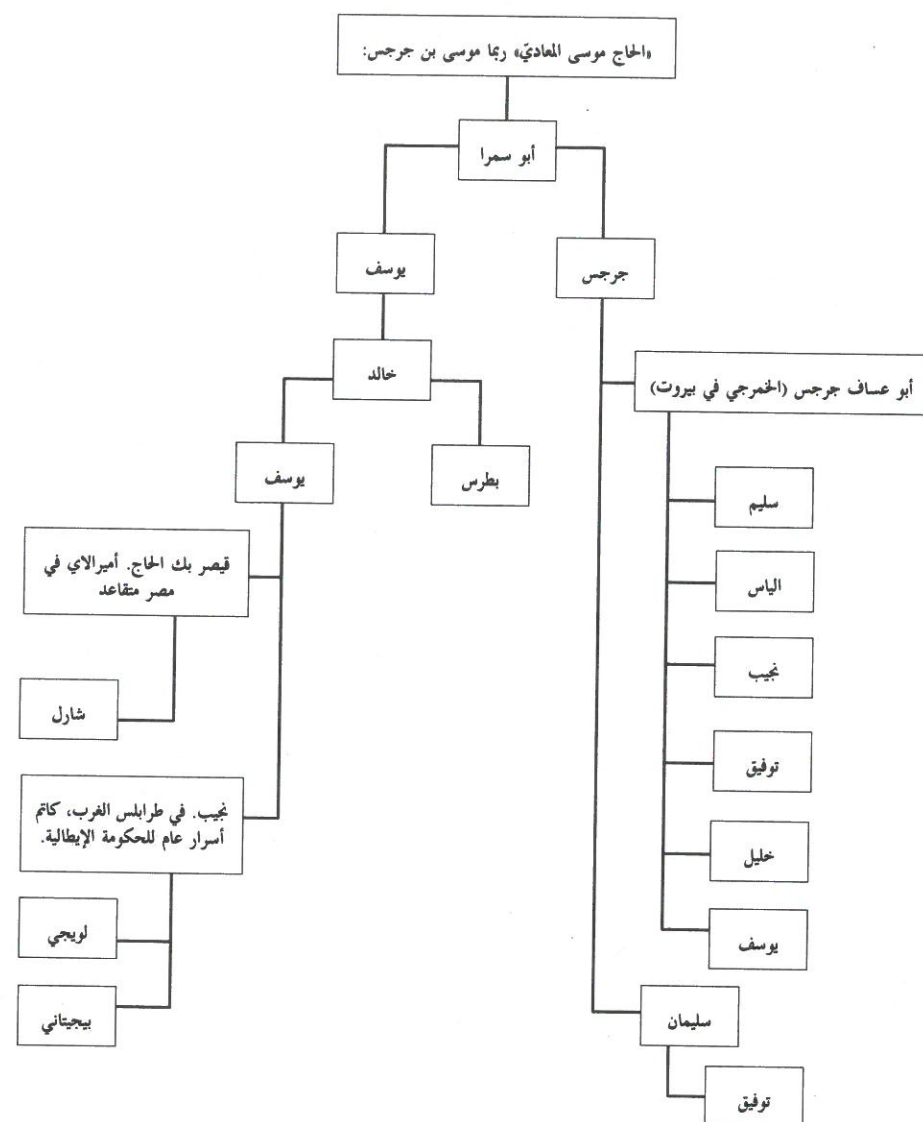 «الحاج موسى المعاديّ» ربما موسى بن جرجس:
أبو سمرا
جرجس
يوسف
أبو عساف جرجس (الخمرجي في بيروت)
سليم
الياس
نجيب
توفيق
خليل
يوسف
سليمان
توفيق
خالد
بطرس
يوسف
قيصر بك الحاج. أميرالاي في
مصر متقاعد
شارل
نجيب. في طرابلس الغرب، كاتم
أسرار عام للحكومة الإيطالية.
لويجي
بيجيتاني